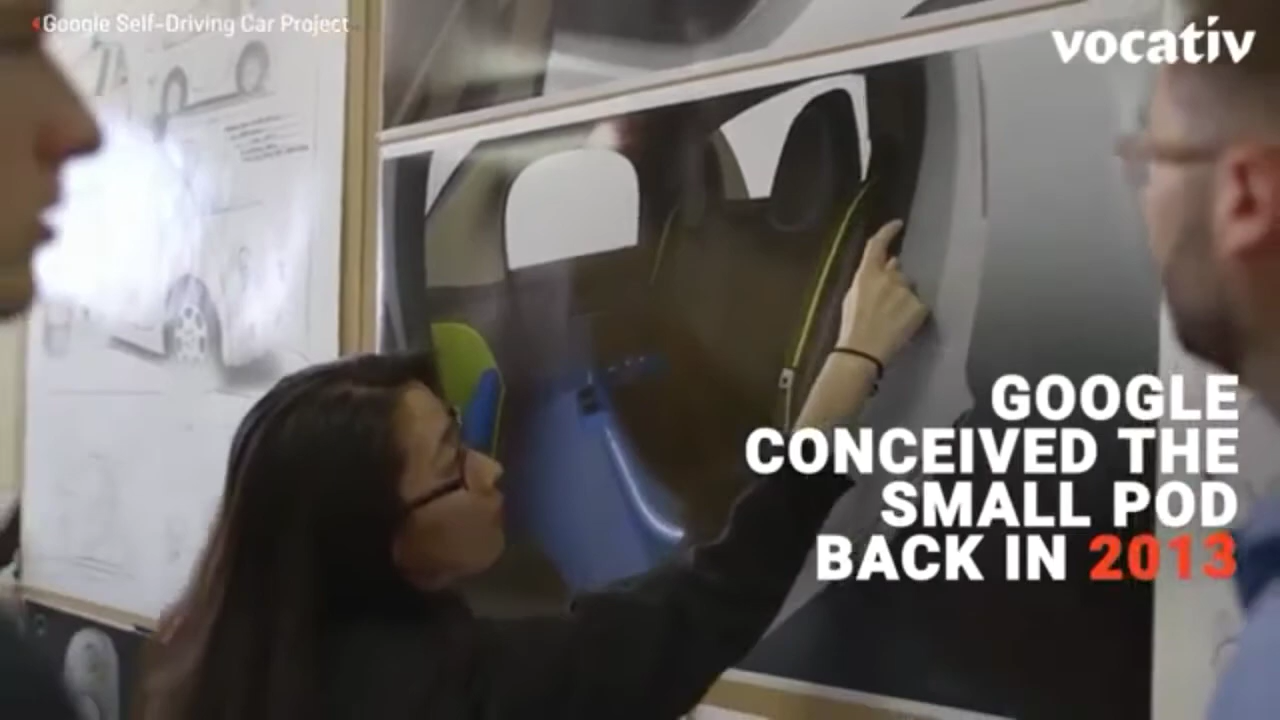 Google Self-Driving Car Project
vocativ
GOOGLE
CONCEIVED THE
SMALL POD
BACK IN 2013